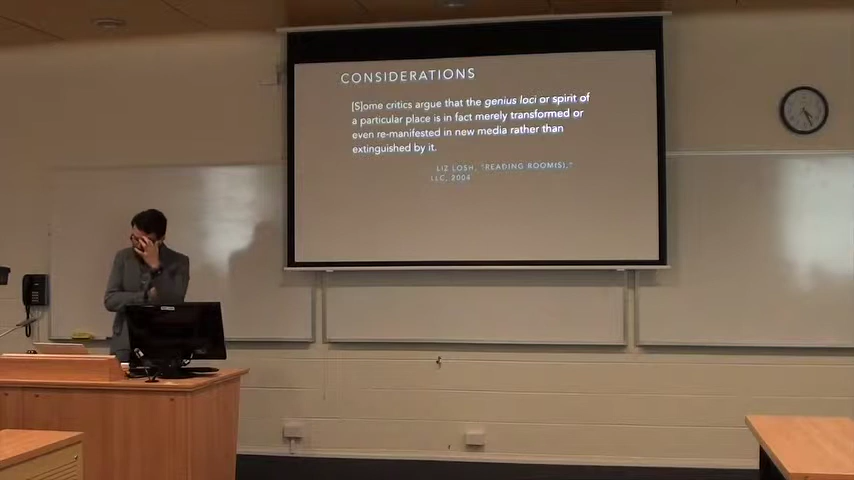 CONSIDERATIONS
[S]ome critics argue that the genius loci or spirit of
a particular place is in fact merely transformed or
even re-manifested in new media rather than
extinguished by it.
LIZ LOSH, "READING ROOM(S),"
LLC, 2004